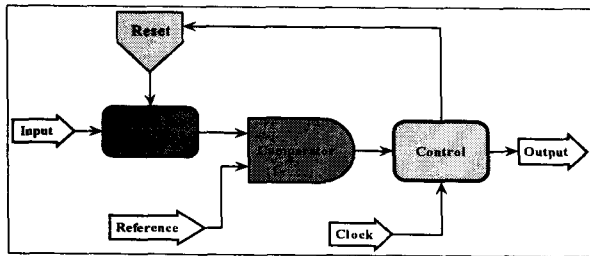 Reset
Input
Comparator
Control
Output
Reference
Clock